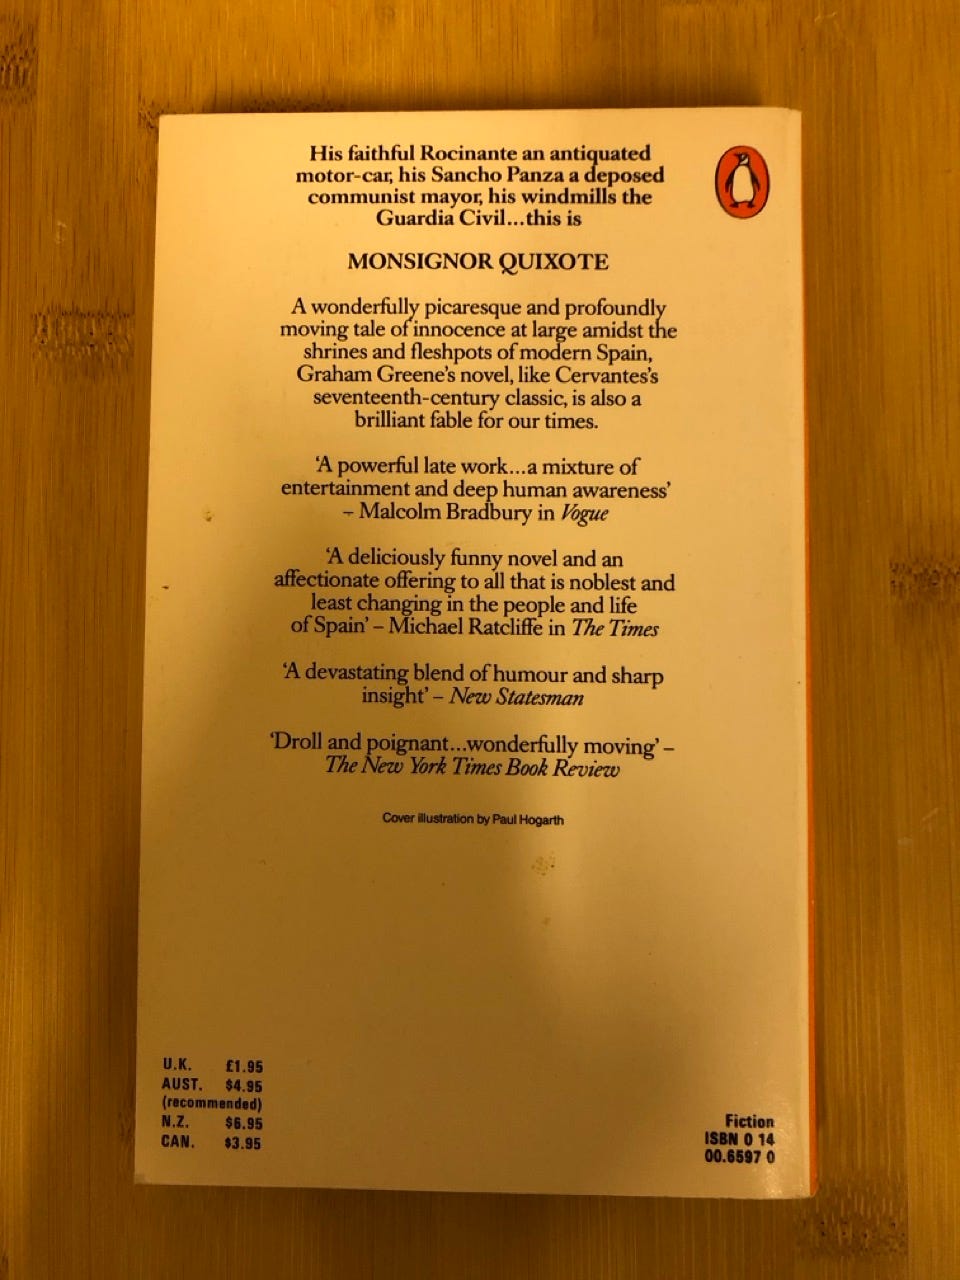 His faithful Rocinante an antiquated
motor-car, his Sancho Panza a deposed
communist mayor, his windmills the
Guardia Civil...this is
MONSIGNOR QUIXOTE
A wonderfully picaresque and profoundly
moving tale of innocence at large amidst the
shrines and fleshpots of modern Spain,
Graham Greene's novel, like Cervantes's
seventeenth-century classic, is also a
brilliant fable for our times.
‘A powerful late work...a mixture of
entertainment and deep human awareness’
– Malcolm Bradbury in Vogue
‘A deliciously funny novel and an
affectionate offering to all that is noblest and
least changing in the people and life
of Spain’ – Michael Ratcliffe in The Times
‘A devastating blend of humour and sharp
insight’ – New Statesman
‘Droll and poignant...wonderfully moving’ –
The New York Times Book Review
Cover illustration by Paul Hogarth
U.K. £1.95
AUST. $4.95
(recommended)
N.Z. $6.95
CAN. $3.95
Fiction
ISBN 0 14
00.6597 0